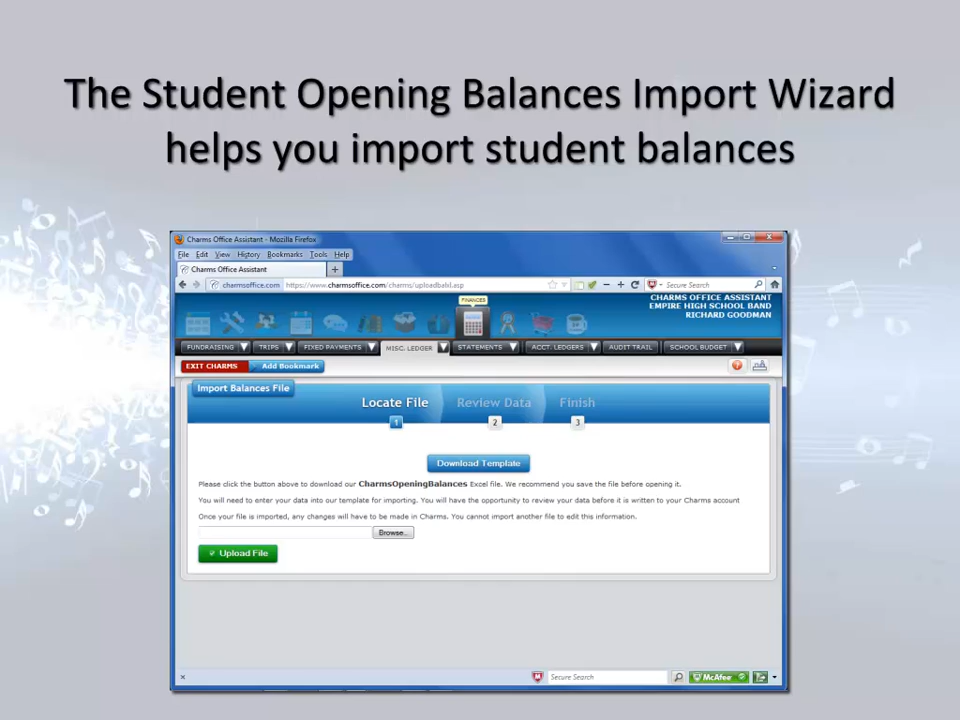 The Student Opening Balances Import Wizard
helps you import student balances
Charms Office Assistant - Mozilla Firefox
File Edit View History Bookmarks Tools Help
Charms Office Assistant +
charmsoffice.com https://www.charmsoffice.com/charms/uploadbabl.asp Secure Search
FINANCES
CHARMS OFFICE ASSISTANT
EMPIRE HIGH SCHOOL BAND
RICHARD GOODMAN
FUNDRAISING TRIPS FIXED PAYMENTS MISC. LEDGER STATEMENTS ACCT. LEDGERS AUDIT TRAIL SCHOOL BUDGET
EXIT CHARMS Add Bookmark
Import Balances File
Locate File Review Data Finish
1 2 3
Download Template
Please click the button above to download our CharmsOpeningBalances Excel file. We recommend you save the file before opening it.
You will need to enter your data into our template for importing. You will have the opportunity to review your data before it is written to your Charms account
Once your file is imported, any changes will have to be made in Charms. You cannot import another file to edit this information.
Browse...
Upload File
x Secure Search McAfee